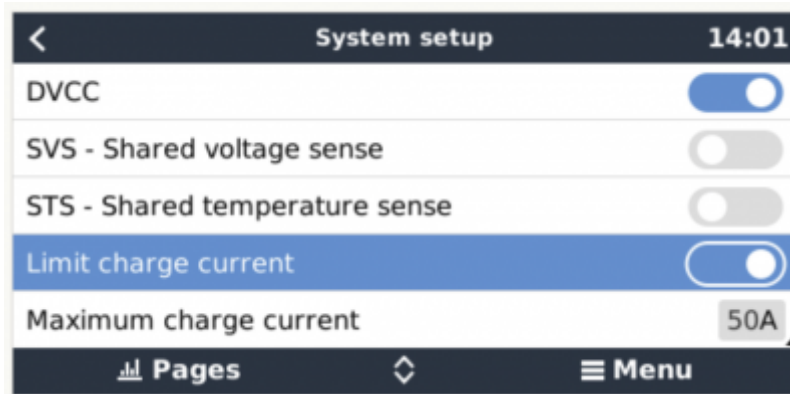 System setup 14:01
DVCC
SVS - Shared voltage sense
STS - Shared temperature sense
Limit charge current
Maximum charge current 50A
Pages Menu